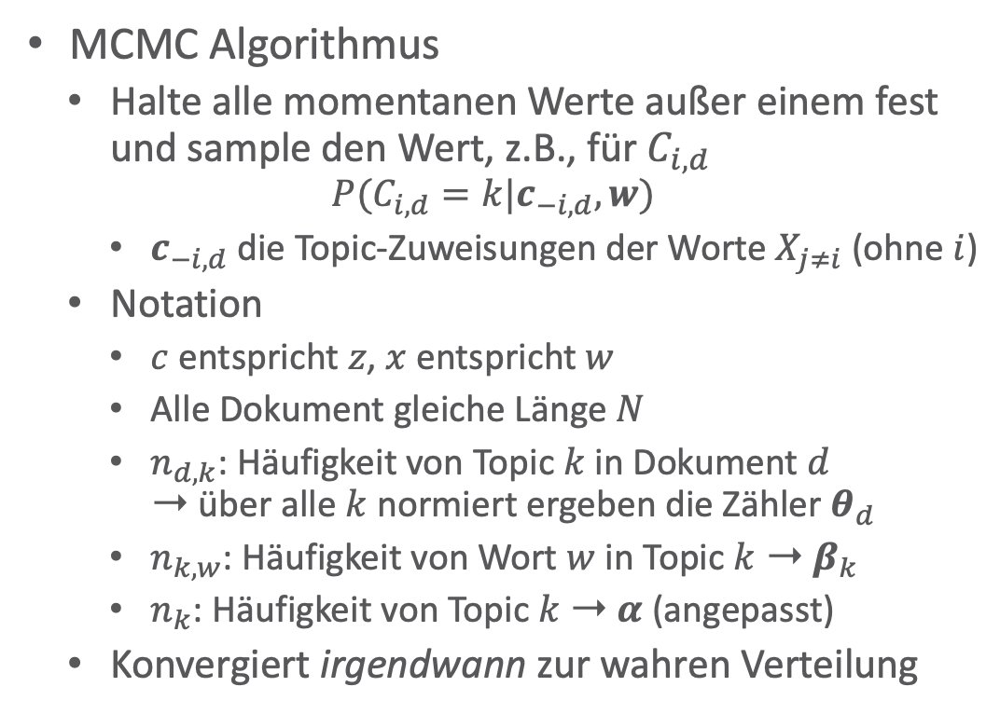 • MCMC Algorithmus
• Halte alle momentanen Werte außer einem fest
und sample den Wert, z.B., für $C_{i,d}$
$P(C_{i,d} = k|\boldsymbol{c}_{-i,d}, \boldsymbol{w})$
• $\boldsymbol{c}_{-i,d}$ die Topic-Zuweisungen der Worte $X_{j \neq i}$ (ohne $i$)
• Notation
• $c$ entspricht $z$, $x$ entspricht $w$
• Alle Dokument gleiche Länge $N$
• $n_{d,k}$: Häufigkeit von Topic $k$ in Dokument $d$
→ über alle $k$ normiert ergeben die Zähler $\boldsymbol{\theta}_d$
• $n_{k,w}$: Häufigkeit von Wort $w$ in Topic $k$ → $\boldsymbol{\beta}_k$
• $n_k$: Häufigkeit von Topic $k$ → $\boldsymbol{\alpha}$ (angepasst)
• Konvergiert irgendwann zur wahren Verteilung